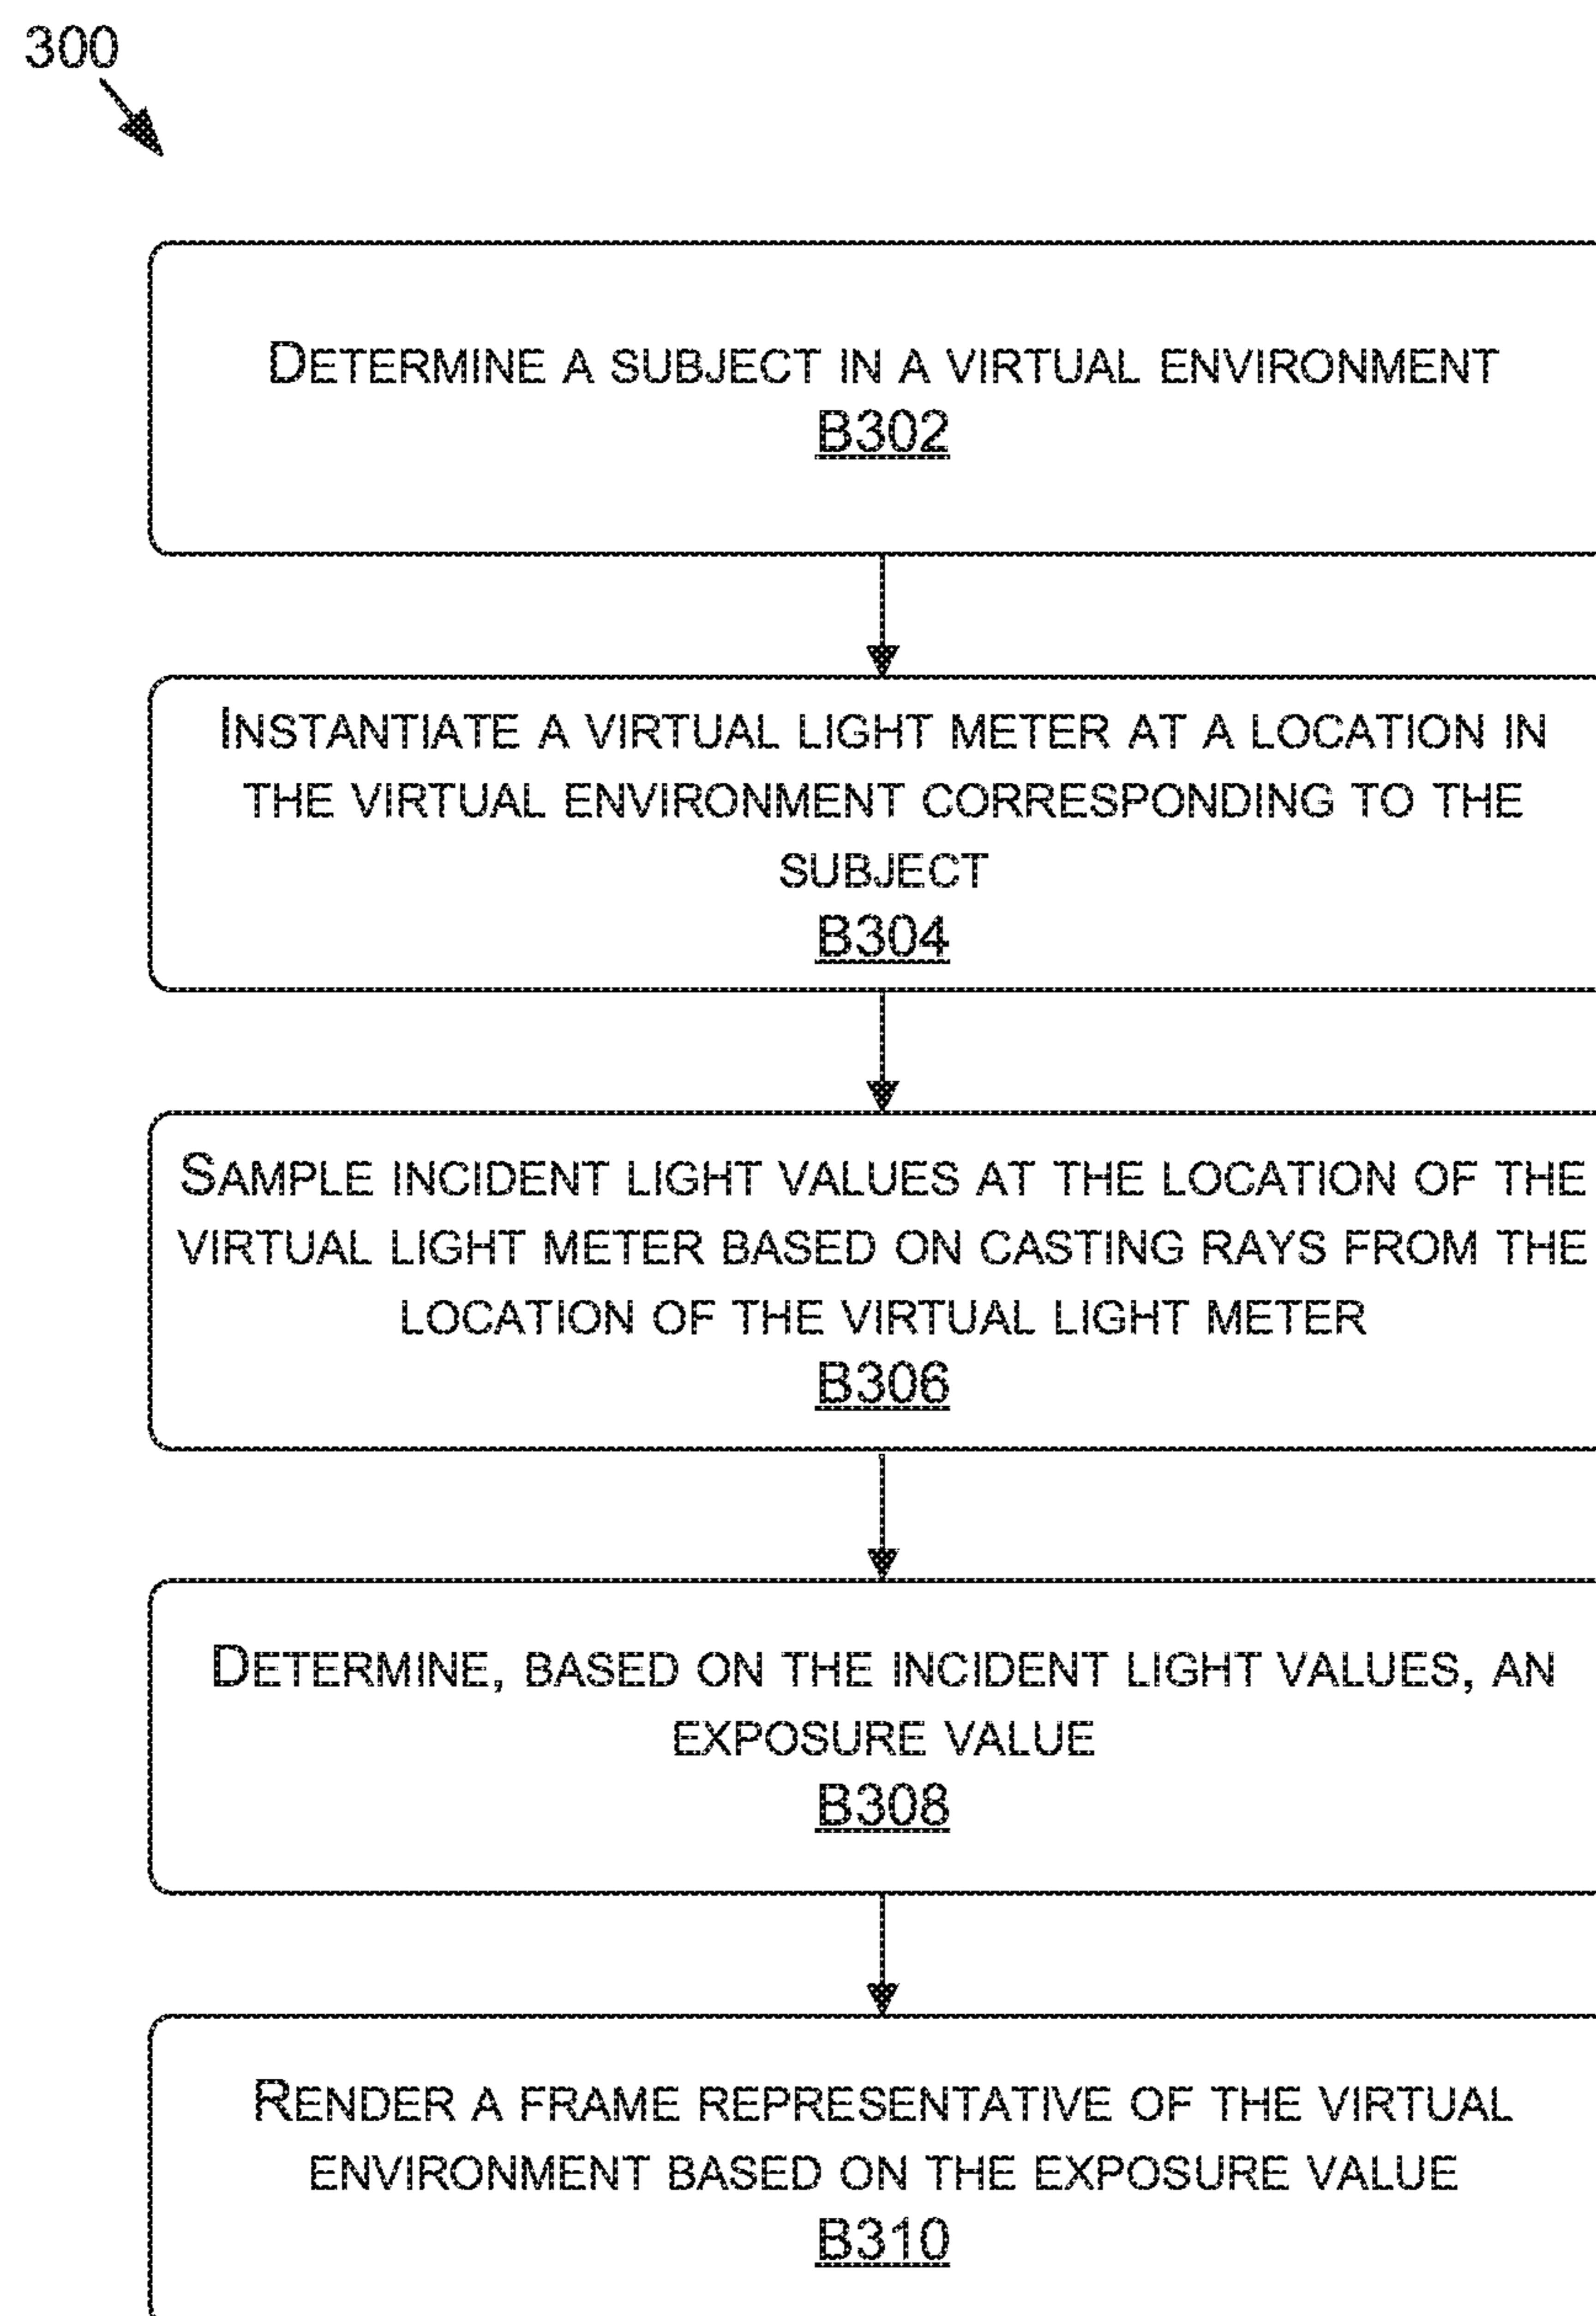 300
DETERMINE A SUBJECT IN A VIRTUAL ENVIRONMENT
B302
INSTANTIATE A VIRTUAL LIGHT METER AT A LOCATION IN
THE VIRTUAL ENVIRONMENT CORRESPONDING TO THE
SUBJECT
B304
SAMPLE INCIDENT LIGHT VALUES AT THE LOCATION OF THE
VIRTUAL LIGHT METER BASED ON CASTING RAYS FROM THE
LOCATION OF THE VIRTUAL LIGHT METER
B306
DETERMINE, BASED ON THE INCIDENT LIGHT VALUES, AN
EXPOSURE VALUE
B308
RENDER A FRAME REPRESENTATIVE OF THE VIRTUAL
ENVIRONMENT BASED ON THE EXPOSURE VALUE
B310